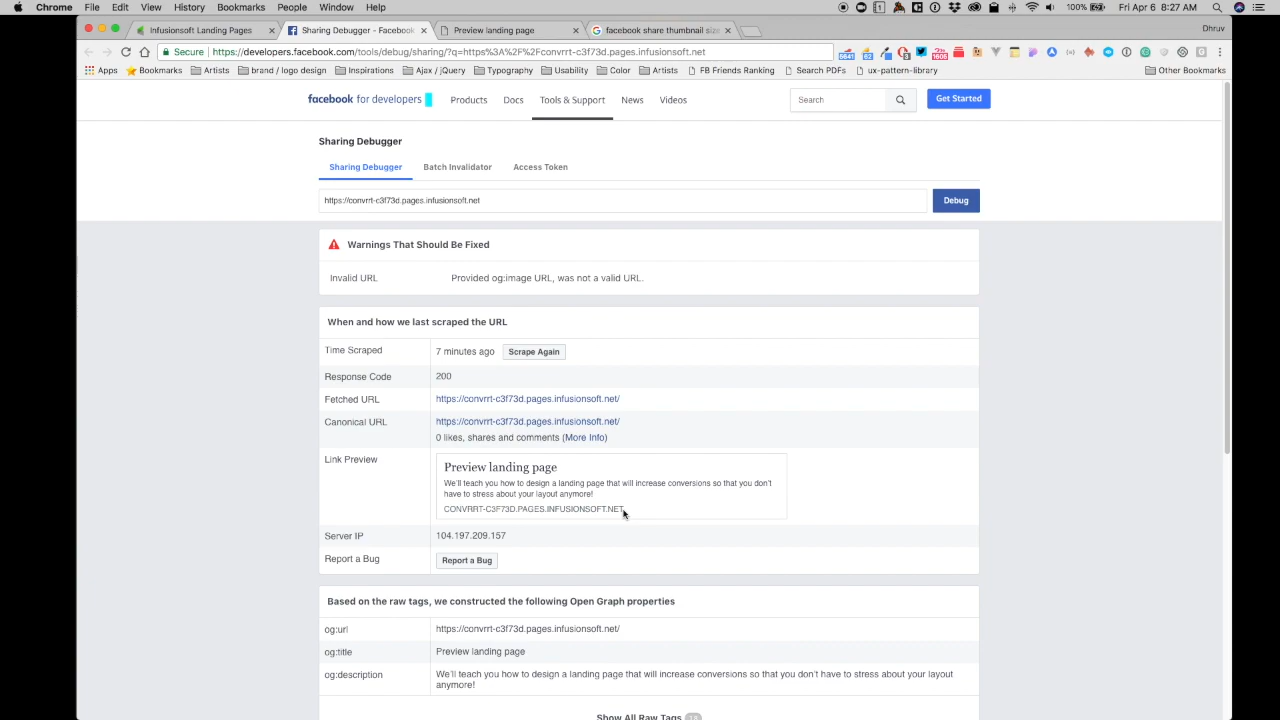 Chrome File Edit View History Bookmarks People Window Help 100% Fri Apr 6 8:27 AM
Infusionsoft Landing Pages × Sharing Debugger - Facebook × Preview landing page × facebook share thumbnail size × Dhruv
Secure https://developers.facebook.com/tools/debug/sharing/?q=https%3A%2F%2Fconvrrt-c3f73d.pages.infusionsoft.net
Apps Bookmarks Artists brand / logo design Inspirations Ajax / jQuery Typography Usability Color Artists FB Friends Ranking Search PDFs ux-pattern-library Other Bookmarks
facebook for developers Products Docs Tools & Support News Videos Search Get Started
Sharing Debugger
Sharing Debugger Batch Invalidator Access Token
https://convrrt-c3f73d.pages.infusionsoft.net Debug
Warnings That Should Be Fixed
Invalid URL Provided og:image URL, was not a valid URL.
When and how we last scraped the URL
Time Scraped 7 minutes ago Scrape Again
Response Code 200
Fetched URL https://convrrt-c3f73d.pages.infusionsoft.net/
Canonical URL https://convrrt-c3f73d.pages.infusionsoft.net/
0 likes, shares and comments (More Info)
Link Preview Preview landing page
We'll teach you how to design a landing page that will increase conversions so that you don't
have to stress about your layout anymore!
CONVRRT-C3F73D.PAGES.INFUSIONSOFT.NET
Server IP 104.197.209.157
Report a Bug Report a Bug
Based on the raw tags, we constructed the following Open Graph properties
og:url https://convrrt-c3f73d.pages.infusionsoft.net/
og:title Preview landing page
og:description We'll teach you how to design a landing page that will increase conversions so that you don't have to stress about your layout
anymore!
Show All Raw Tags